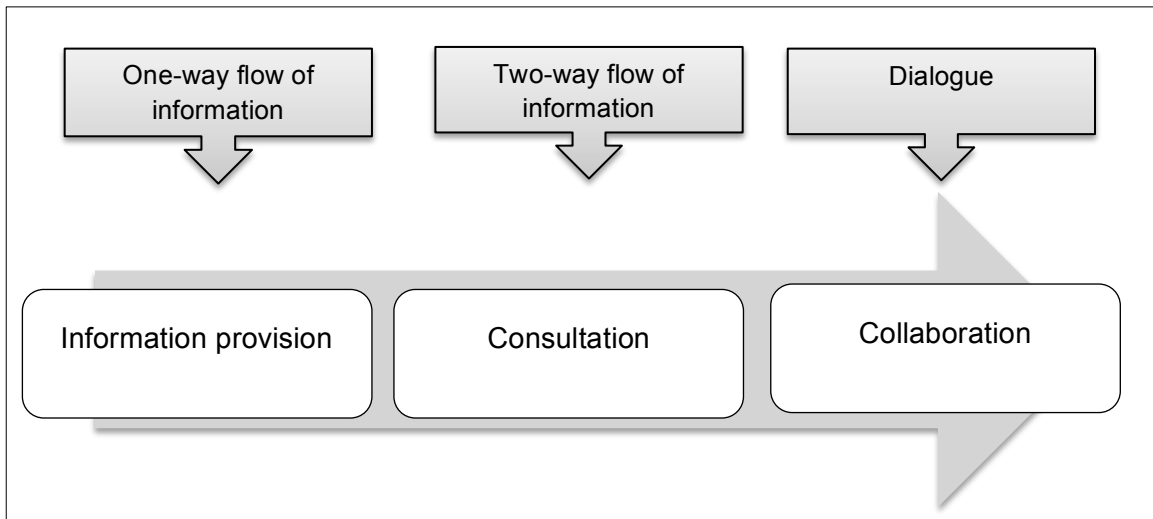 One-way flow of
information
Two-way flow of
information
Dialogue
Information provision
Consultation
Collaboration